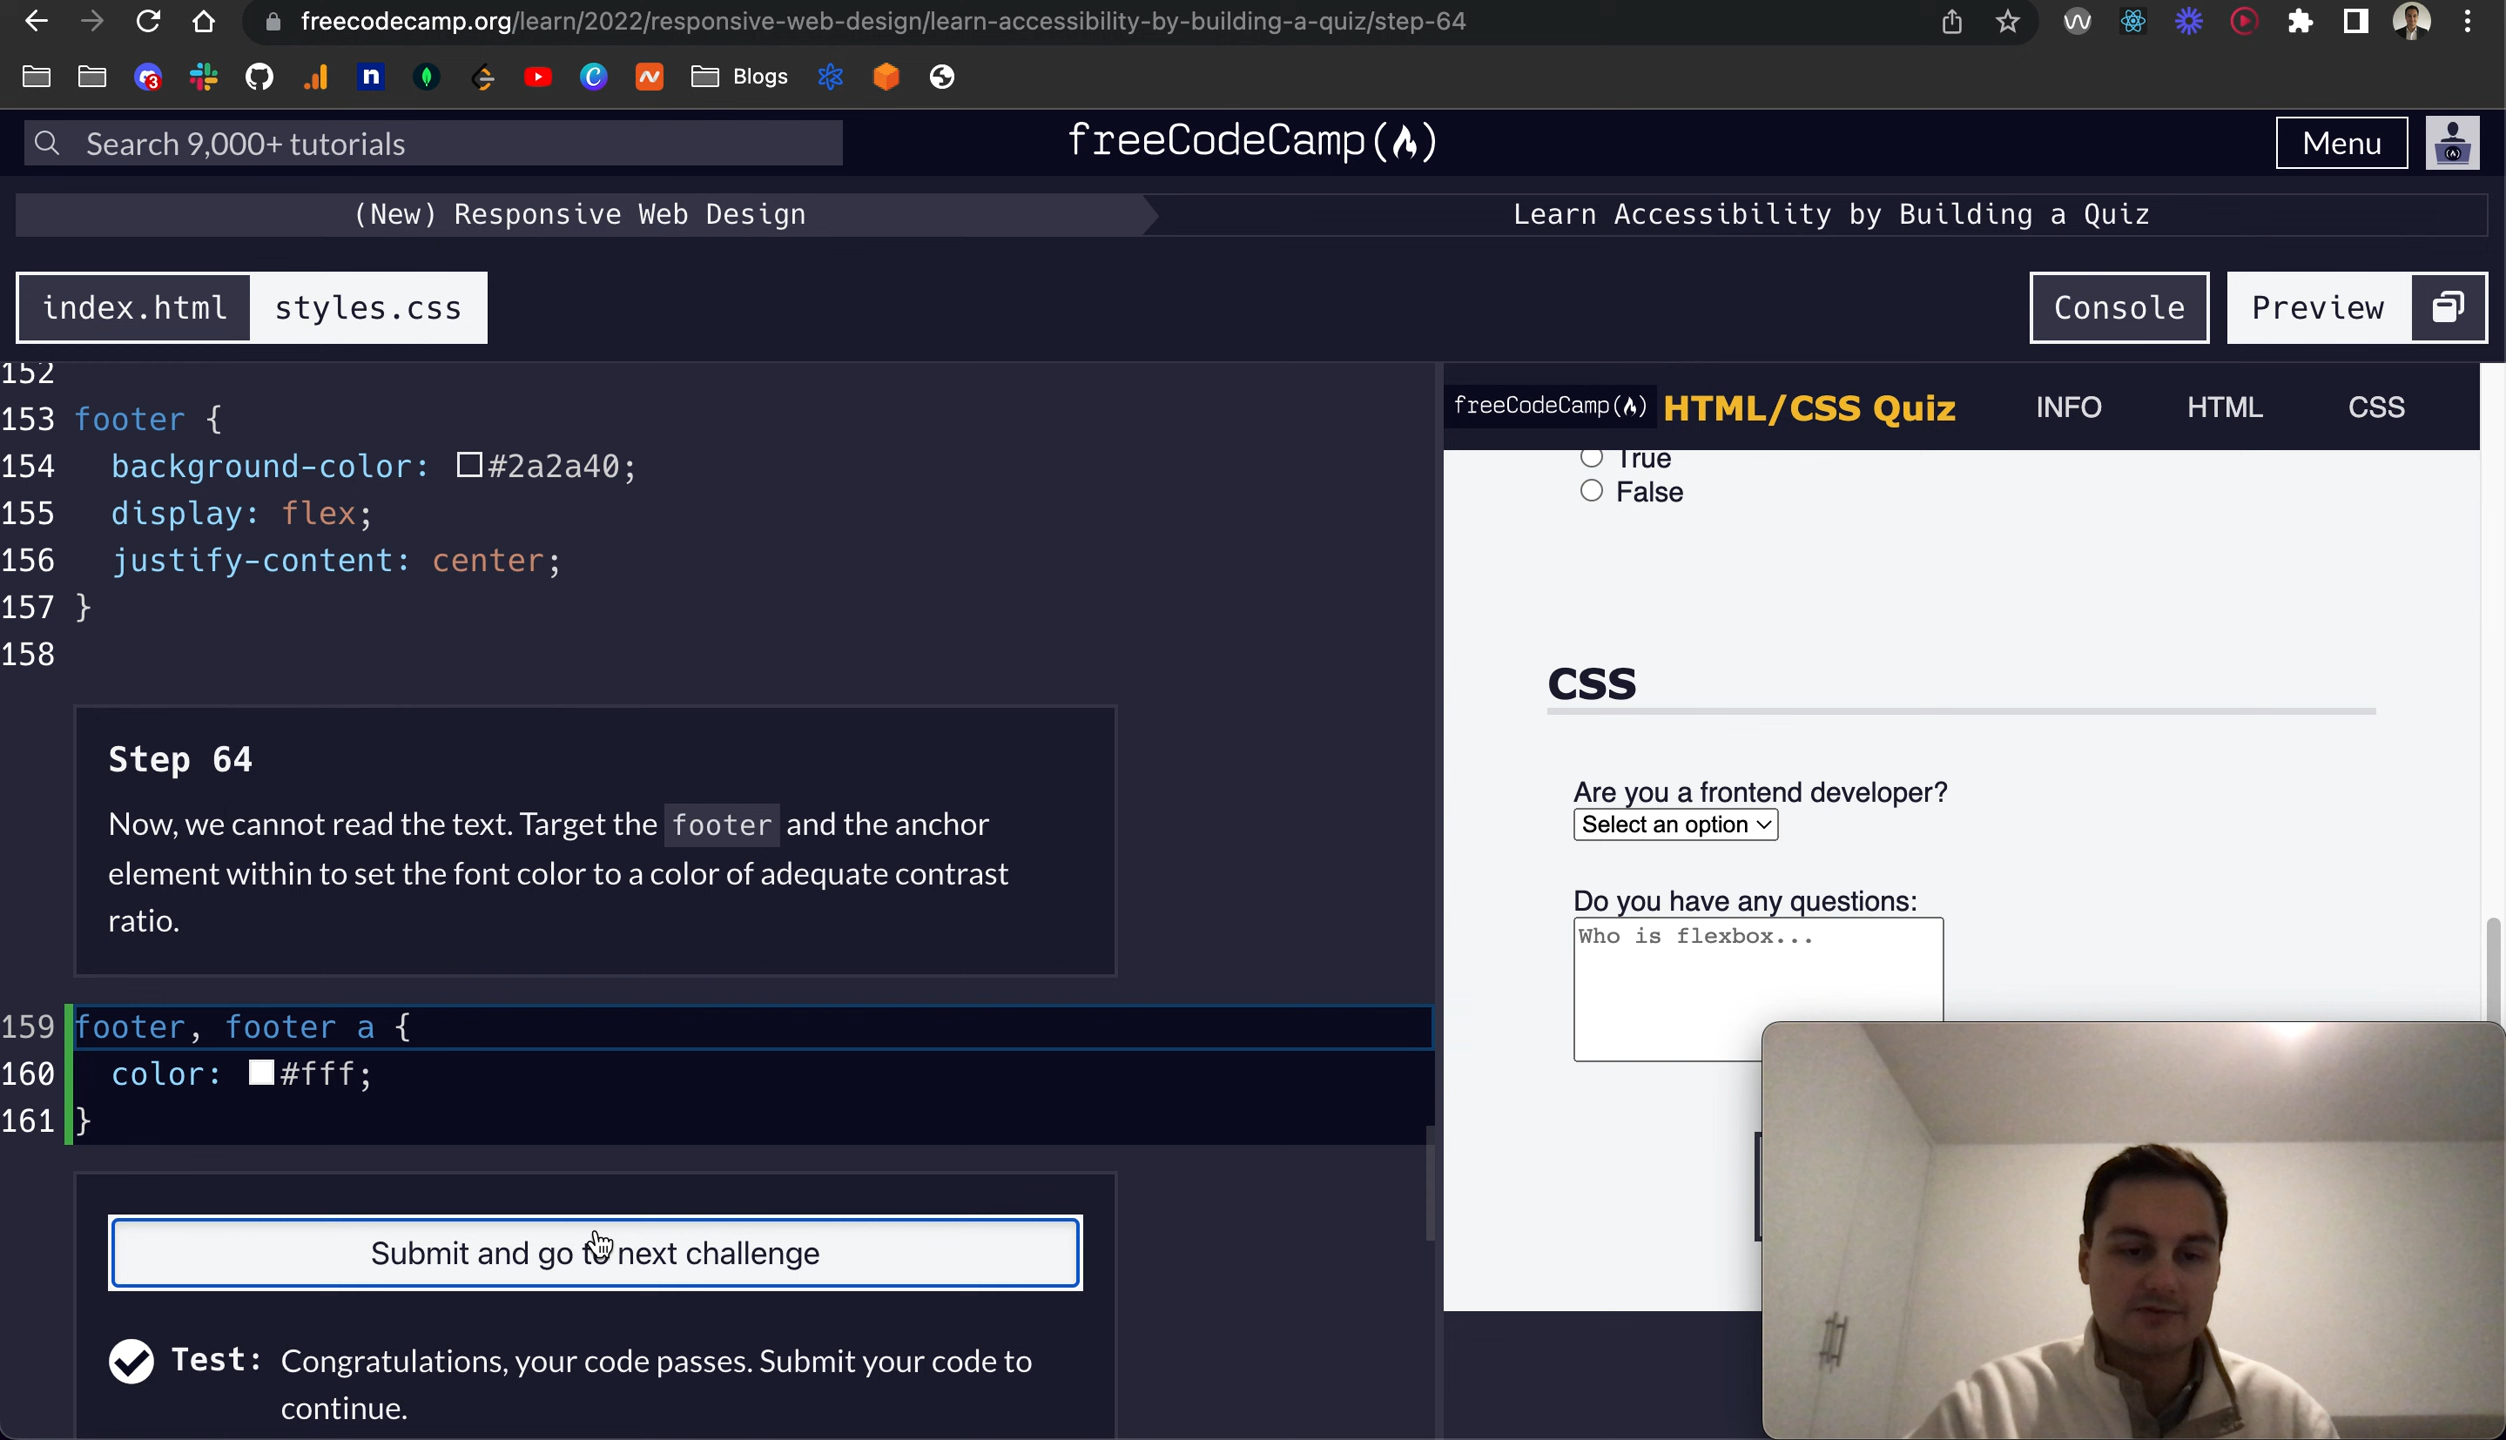 freecodecamp.org/learn/2022/responsive-web-design/learn-accessibility-by-building-a-quiz/step-64
3
n
Blogs
Search 9,000+ tutorials
freeCodeCamp(🔥)
Menu
(New) Responsive Web Design
Learn Accessibility by Building a Quiz
index.html
styles.css
Console
Preview
152
153 footer {
154 background-color: #2a2a40;
155 display: flex;
156 justify-content: center;
157 }
158
Step 64
Now, we cannot read the text. Target the footer and the anchor
element within to set the font color to a color of adequate contrast
ratio.
159 footer, footer a {
160 color: #fff;
161 }
Submit and go to next challenge
Test: Congratulations, your code passes. Submit your code to
continue.
freeCodeCamp(🔥) HTML/CSS Quiz
INFO
HTML
CSS
True
False
CSS
Are you a frontend developer?
Select an option
Do you have any questions:
Who is flexbox...